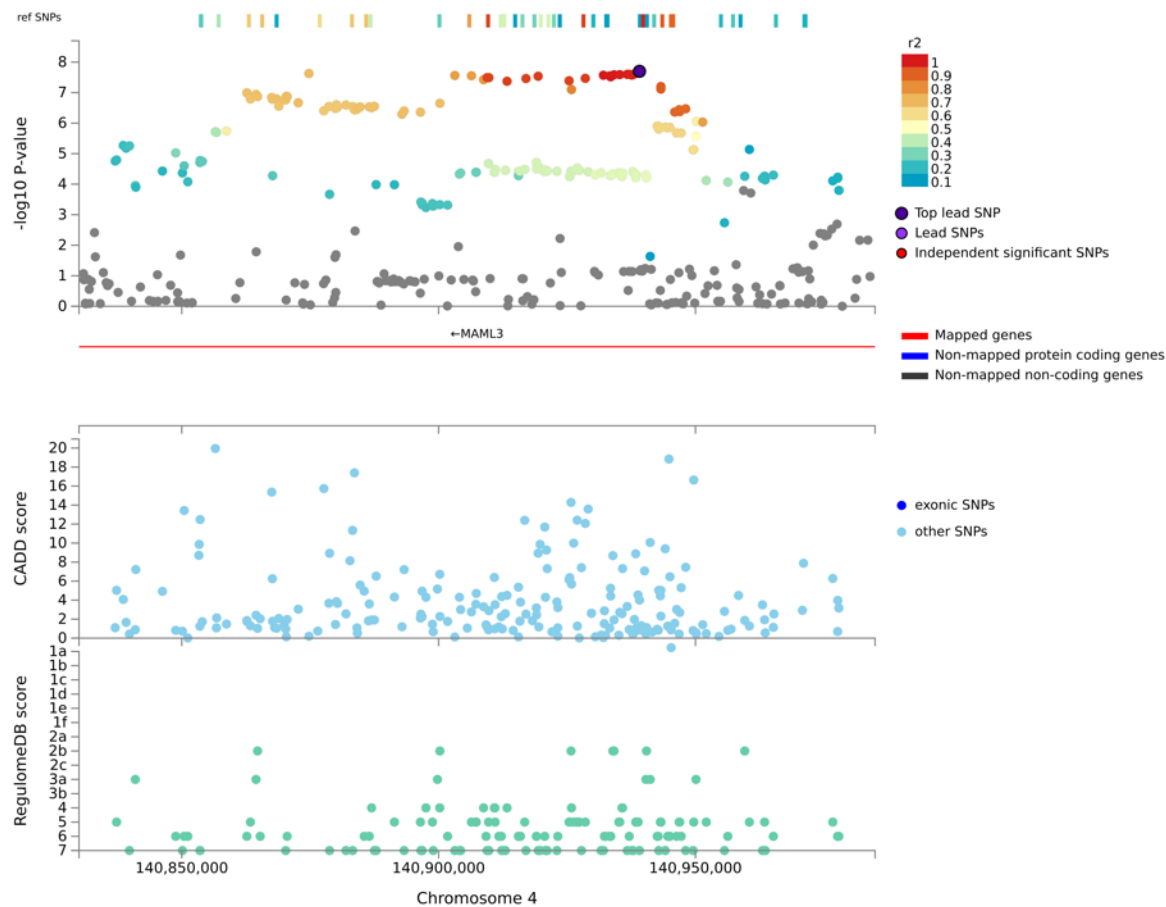 ref SNPs
-log10 P-value
8
7
6
5
4
3
2
1
0
r2
1
0.9
0.8
0.7
0.6
0.5
0.4
0.3
0.2
0.1
Top lead SNP
Lead SNPs
Independent significant SNPs
←MAML3
Mapped genes
Non-mapped protein coding genes
Non-mapped non-coding genes
CADD score
20
18
16
14
12
10
8
6
4
2
0
exonic SNPs
other SNPs
RegulomeDB score
1a
1b
1c
1d
1e
1f
2a
2b
2c
3a
3b
4
5
6
7
140,850,000 140,900,000 140,950,000
Chromosome 4